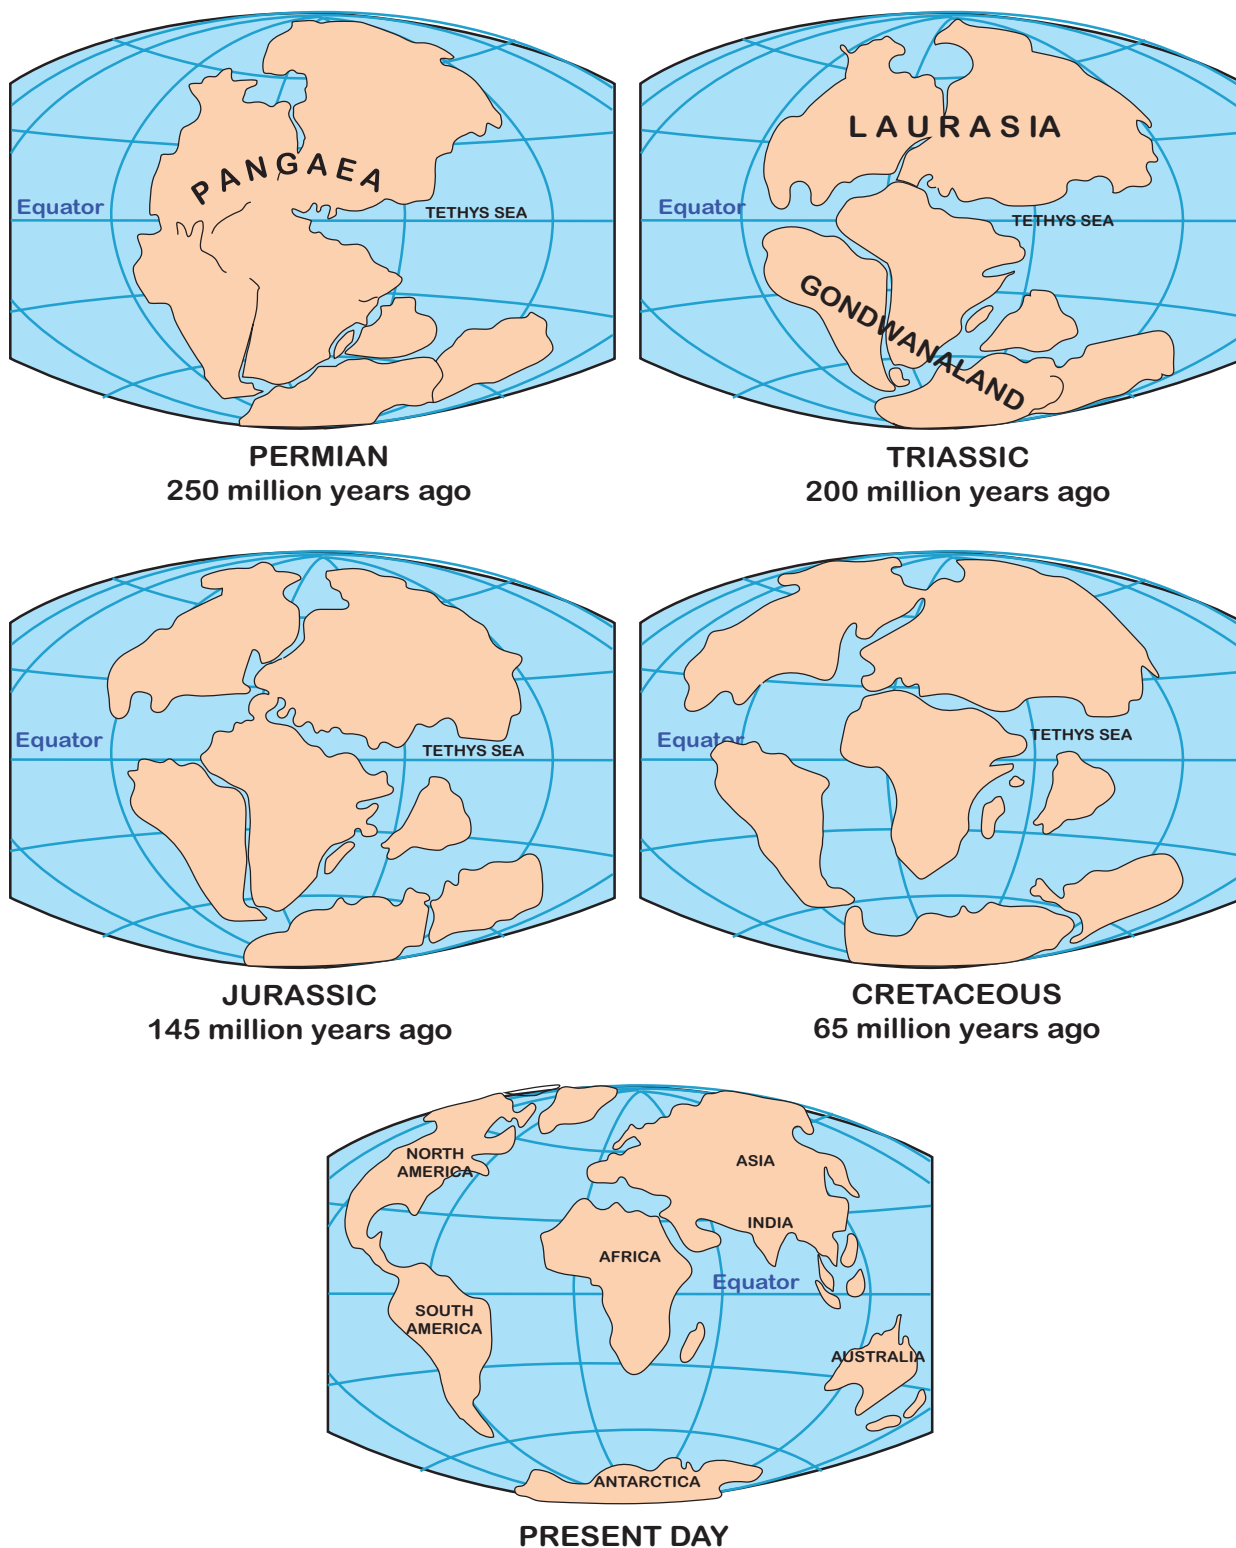 PANGAEA
Equator
TETHYS SEA
PERMIAN
250 million years ago
LAURASIA
Equator
TETHYS SEA
GONDWANALAND
TRIASSIC
200 million years ago
Equator
TETHYS SEA
JURASSIC
145 million years ago
Equator
TETHYS SEA
CRETACEOUS
65 million years ago
NORTH
AMERICA
ASIA
INDIA
AFRICA
Equator
SOUTH
AMERICA
AUSTRALIA
ANTARCTICA
PRESENT DAY